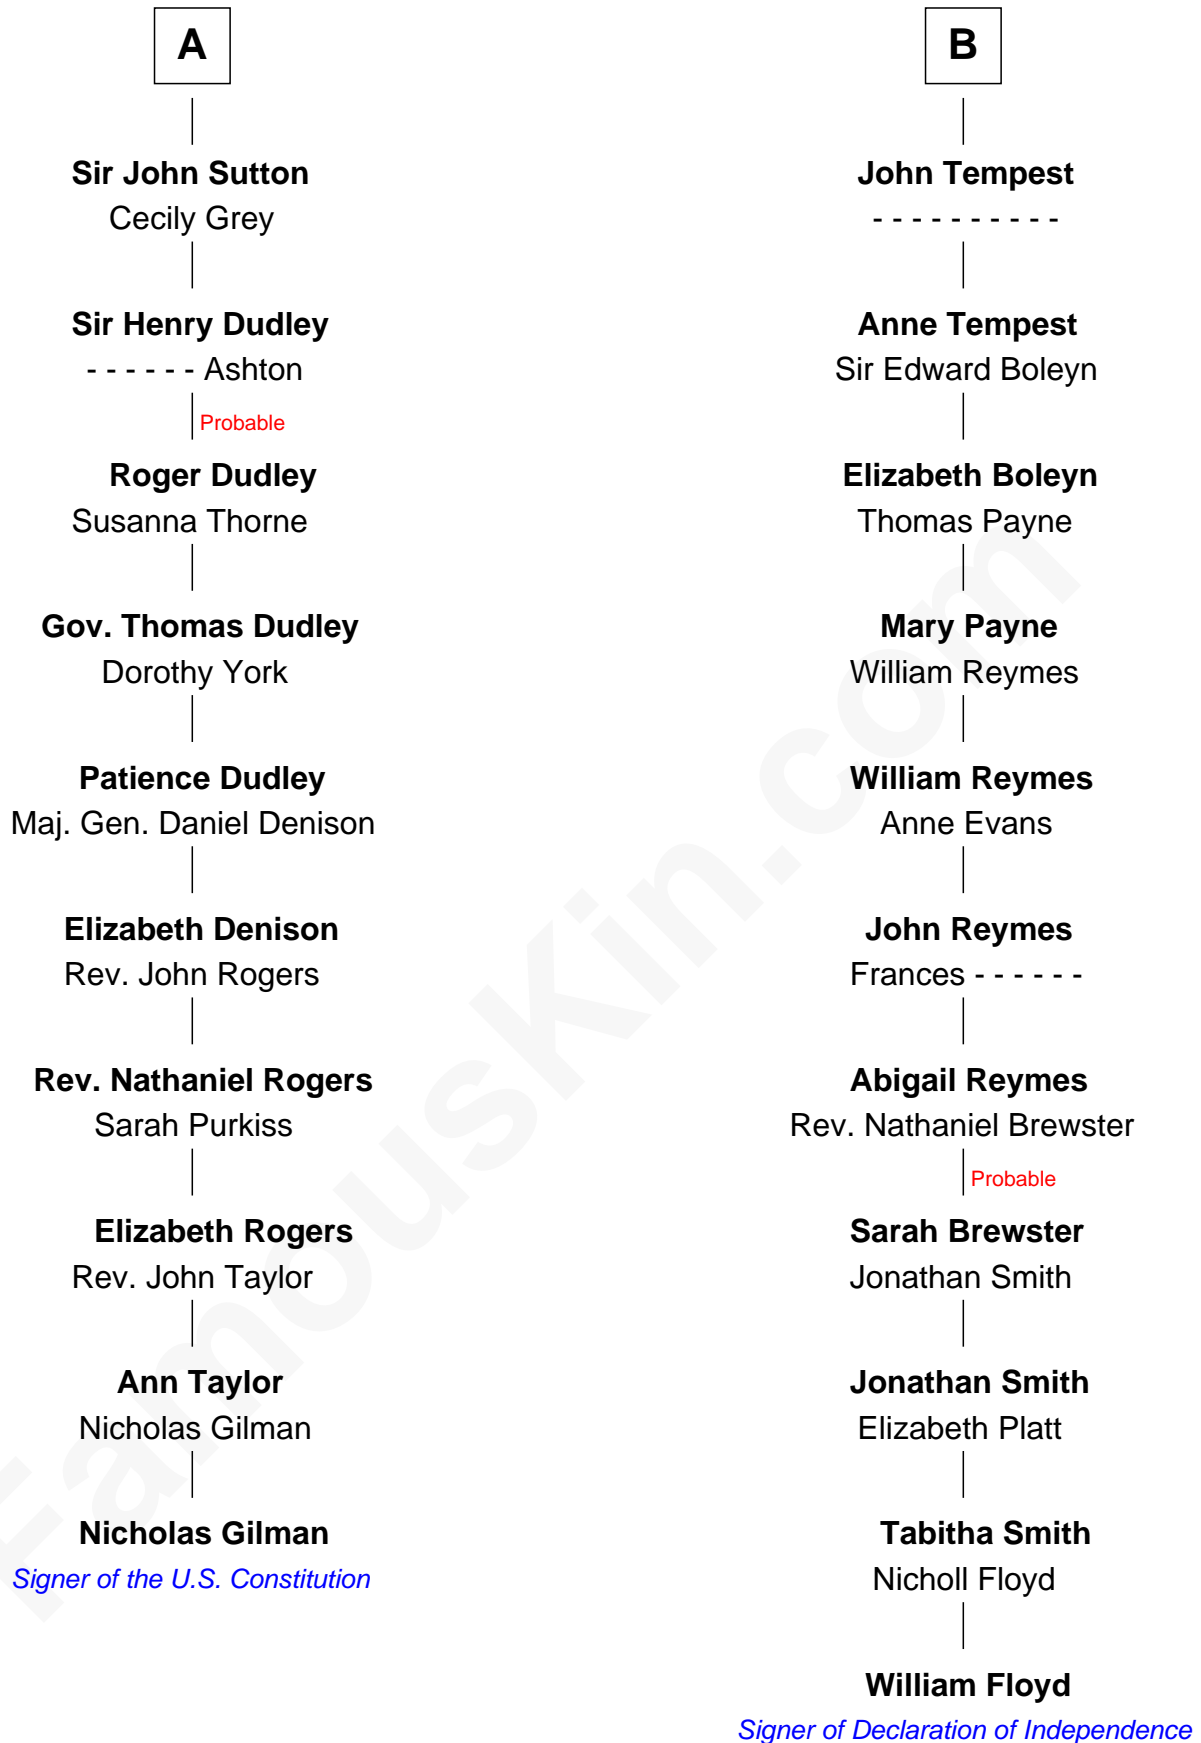 A
Sir John Sutton
Cecily Grey
Sir Henry Dudley
- - - - - - Ashton
Probable
Roger Dudley
Susanna Thorne
Gov. Thomas Dudley
Dorothy York
Patience Dudley
Maj. Gen. Daniel Denison
Elizabeth Denison
Rev. John Rogers
Rev. Nathaniel Rogers
Sarah Purkiss
Elizabeth Rogers
Rev. John Taylor
Ann Taylor
Nicholas Gilman
Nicholas Gilman
Signer of the U.S. Constitution
B
John Tempest
- - - - - - - - - -
Anne Tempest
Sir Edward Boleyn
Elizabeth Boleyn
Thomas Payne
Mary Payne
William Reymes
William Reymes
Anne Evans
John Reymes
Frances - - - - - -
Abigail Reymes
Rev. Nathaniel Brewster
Probable
Sarah Brewster
Jonathan Smith
Jonathan Smith
Elizabeth Platt
Tabitha Smith
Nicholl Floyd
William Floyd
Signer of Declaration of Independence
FamousKin.com